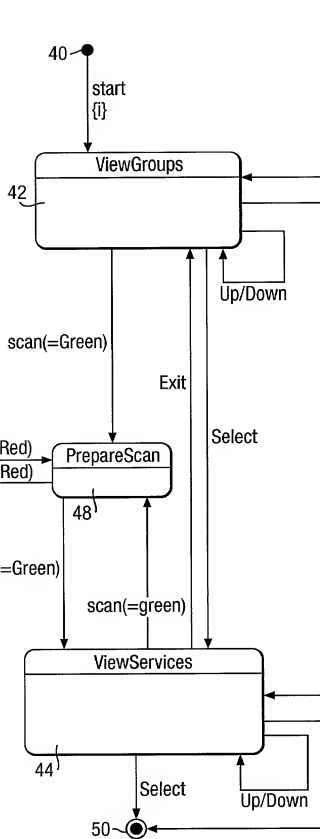 40
start
{i}
ViewGroups
42
Up/Down
scan(=Green)
Exit
Select
Red)
PrepareScan
Red)
48
=Green)
scan(=green)
ViewServices
44
Select
Up/Down
50